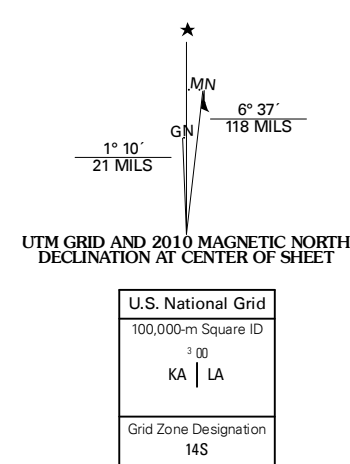 MN
GN
6° 37´
118 MILS
1° 10´
21 MILS
UTM GRID AND 2010 MAGNETIC NORTH
DECLINATION AT CENTER OF SHEET
U.S. National Grid
100,000-m Square ID
3 00
KA LA
Grid Zone Designation
14S